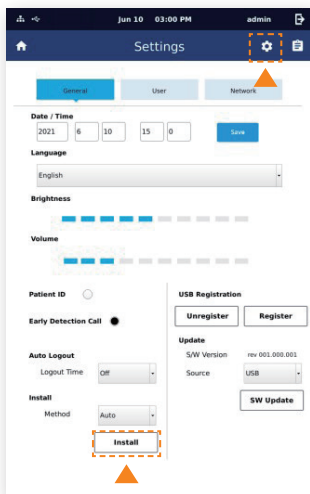 Jun 10 03:00 PM admin
Settings
General User Network
Date / Time
2021 6 10 15 0 Save
Language
English
Brightness
Volume
Patient ID
Early Detection Call
Auto Logout
Logout Time Off
Install
Method Auto
Install
USB Registration
Unregister Register
Update
S/W Version rev 001.000.001
Source USB
SW Update